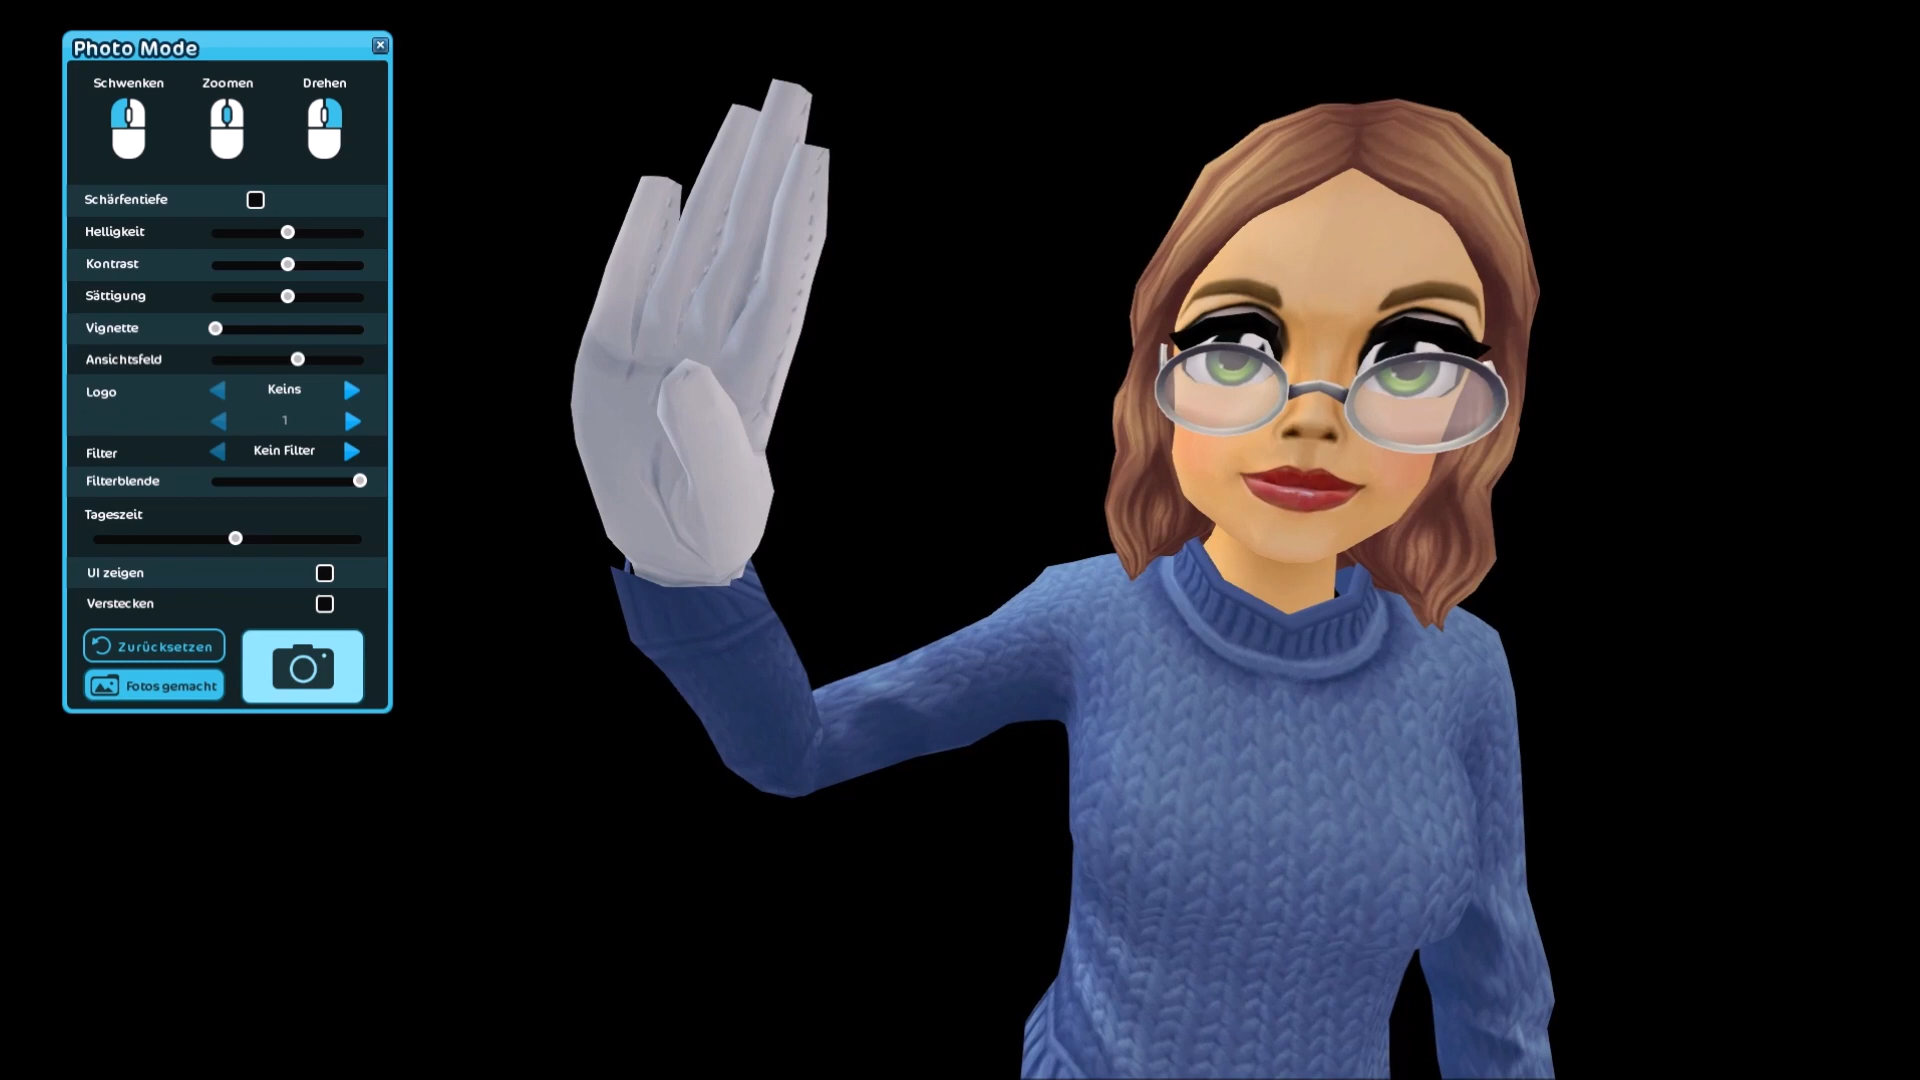 Photo Mode
Schwenken Zoomen Drehen
Schärfentiefe
Helligkeit
Kontrast
Sättigung
Vignette
Ansichtsfeld
Logo Keins
1
Filter Kein Filter
Filterblende
Tageszeit
UI zeigen
Verstecken
Zurücksetzen
Fotos gemacht